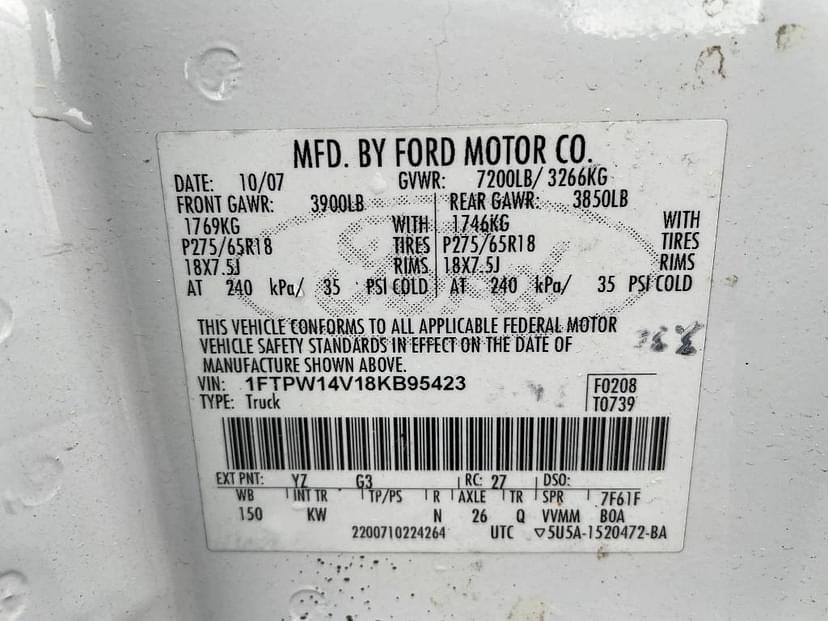 MFD. BY FORD MOTOR CO.
DATE: 10/07 GVWR: 7200LB/ 3266KG
FRONT GAWR: 3900LB REAR GAWR: 3850LB
1769KG WITH 1746KG WITH
P275/65R18 TIRES P275/65R18 TIRES
18X7.5J RIMS 18X7.5J RIMS
AT 240 kPa/ 35 PSI COLD AT 240 kPa/ 35 PSI COLD
THIS VEHICLE CONFORMS TO ALL APPLICABLE FEDERAL MOTOR
VEHICLE SAFETY STANDARDS IN EFFECT ON THE DATE OF
MANUFACTURE SHOWN ABOVE.
VIN: 1FTPW14V18KB95423 F0208
TYPE: Truck T0739
EXT PNT: YZ G3 RC: 27 DSO:
WB INT TR TP/PS R AXLE TR SPR 7F61F
150 KW N 26 Q VVMM BOA
2200710224264 UTC ▽5U5A-1520472-BA